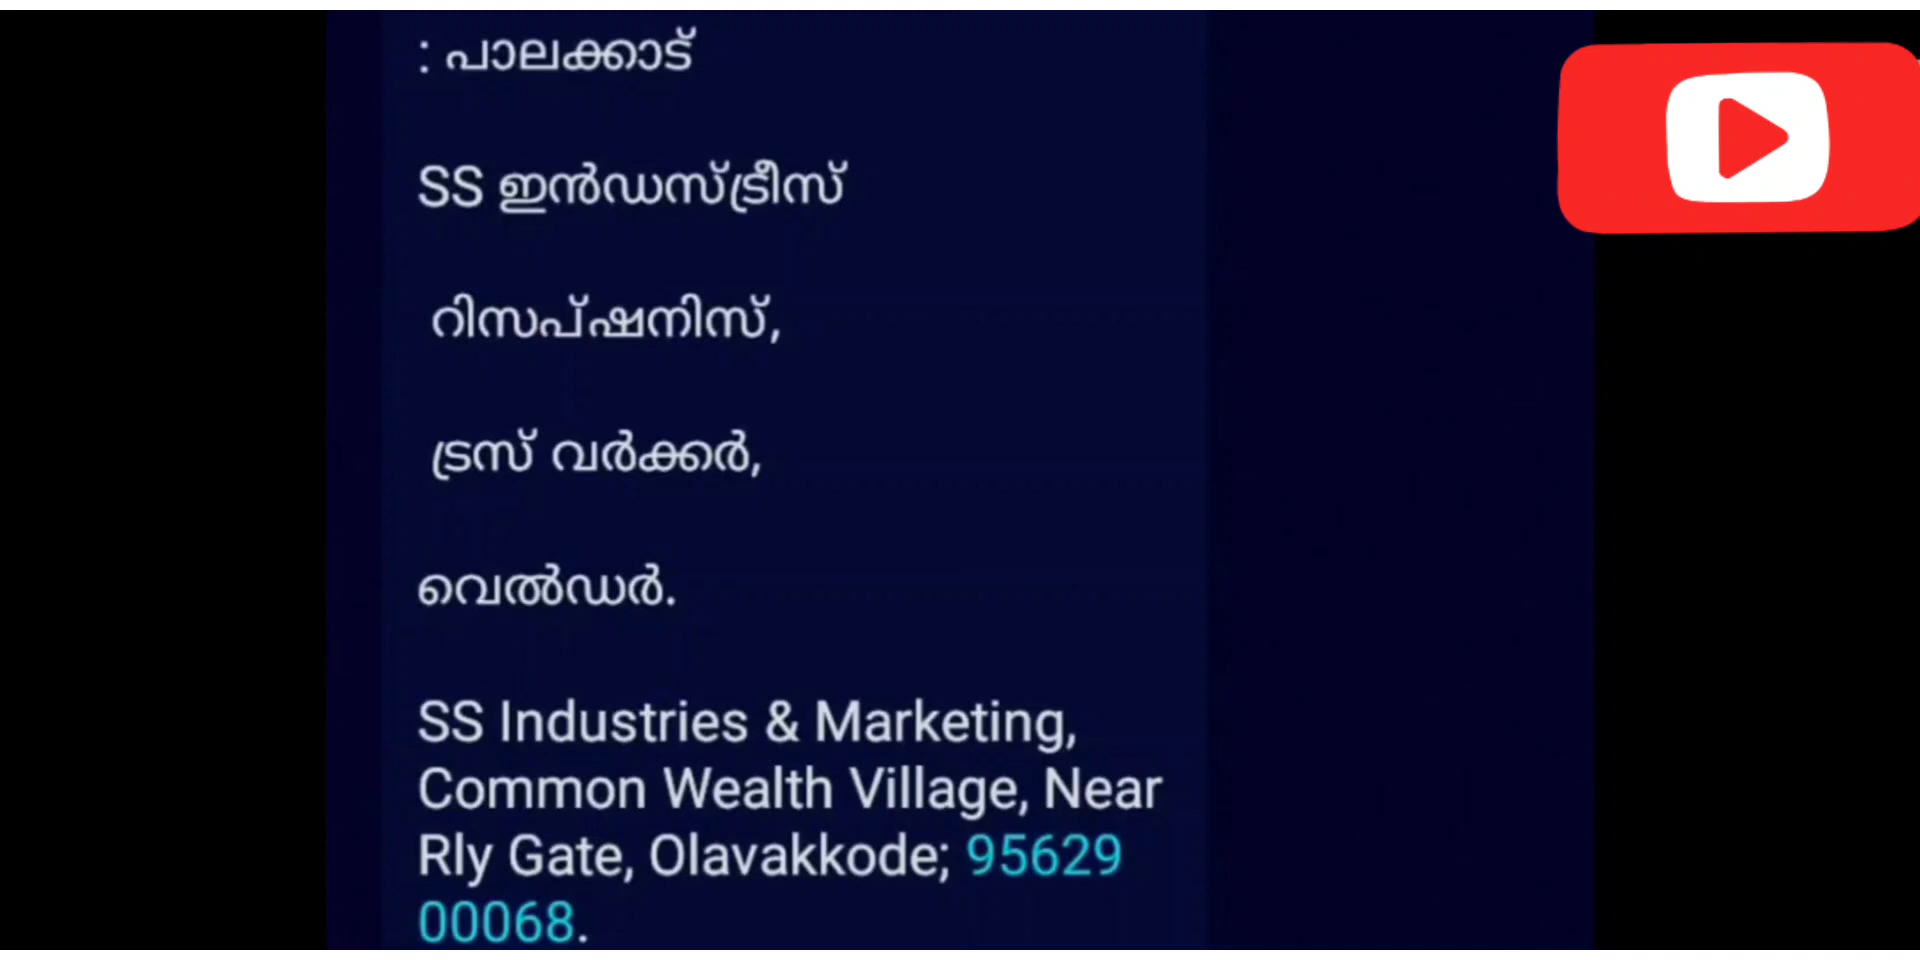 : പാലക്കാട്
SS ഇൻഡസ്ട്രീസ്
റിസപ്ഷനിസ്,
ട്രസ് വർക്കർ,
വെൽഡർ.
SS Industries & Marketing,
Common Wealth Village, Near
Rly Gate, Olavakkode; 95629
00068.